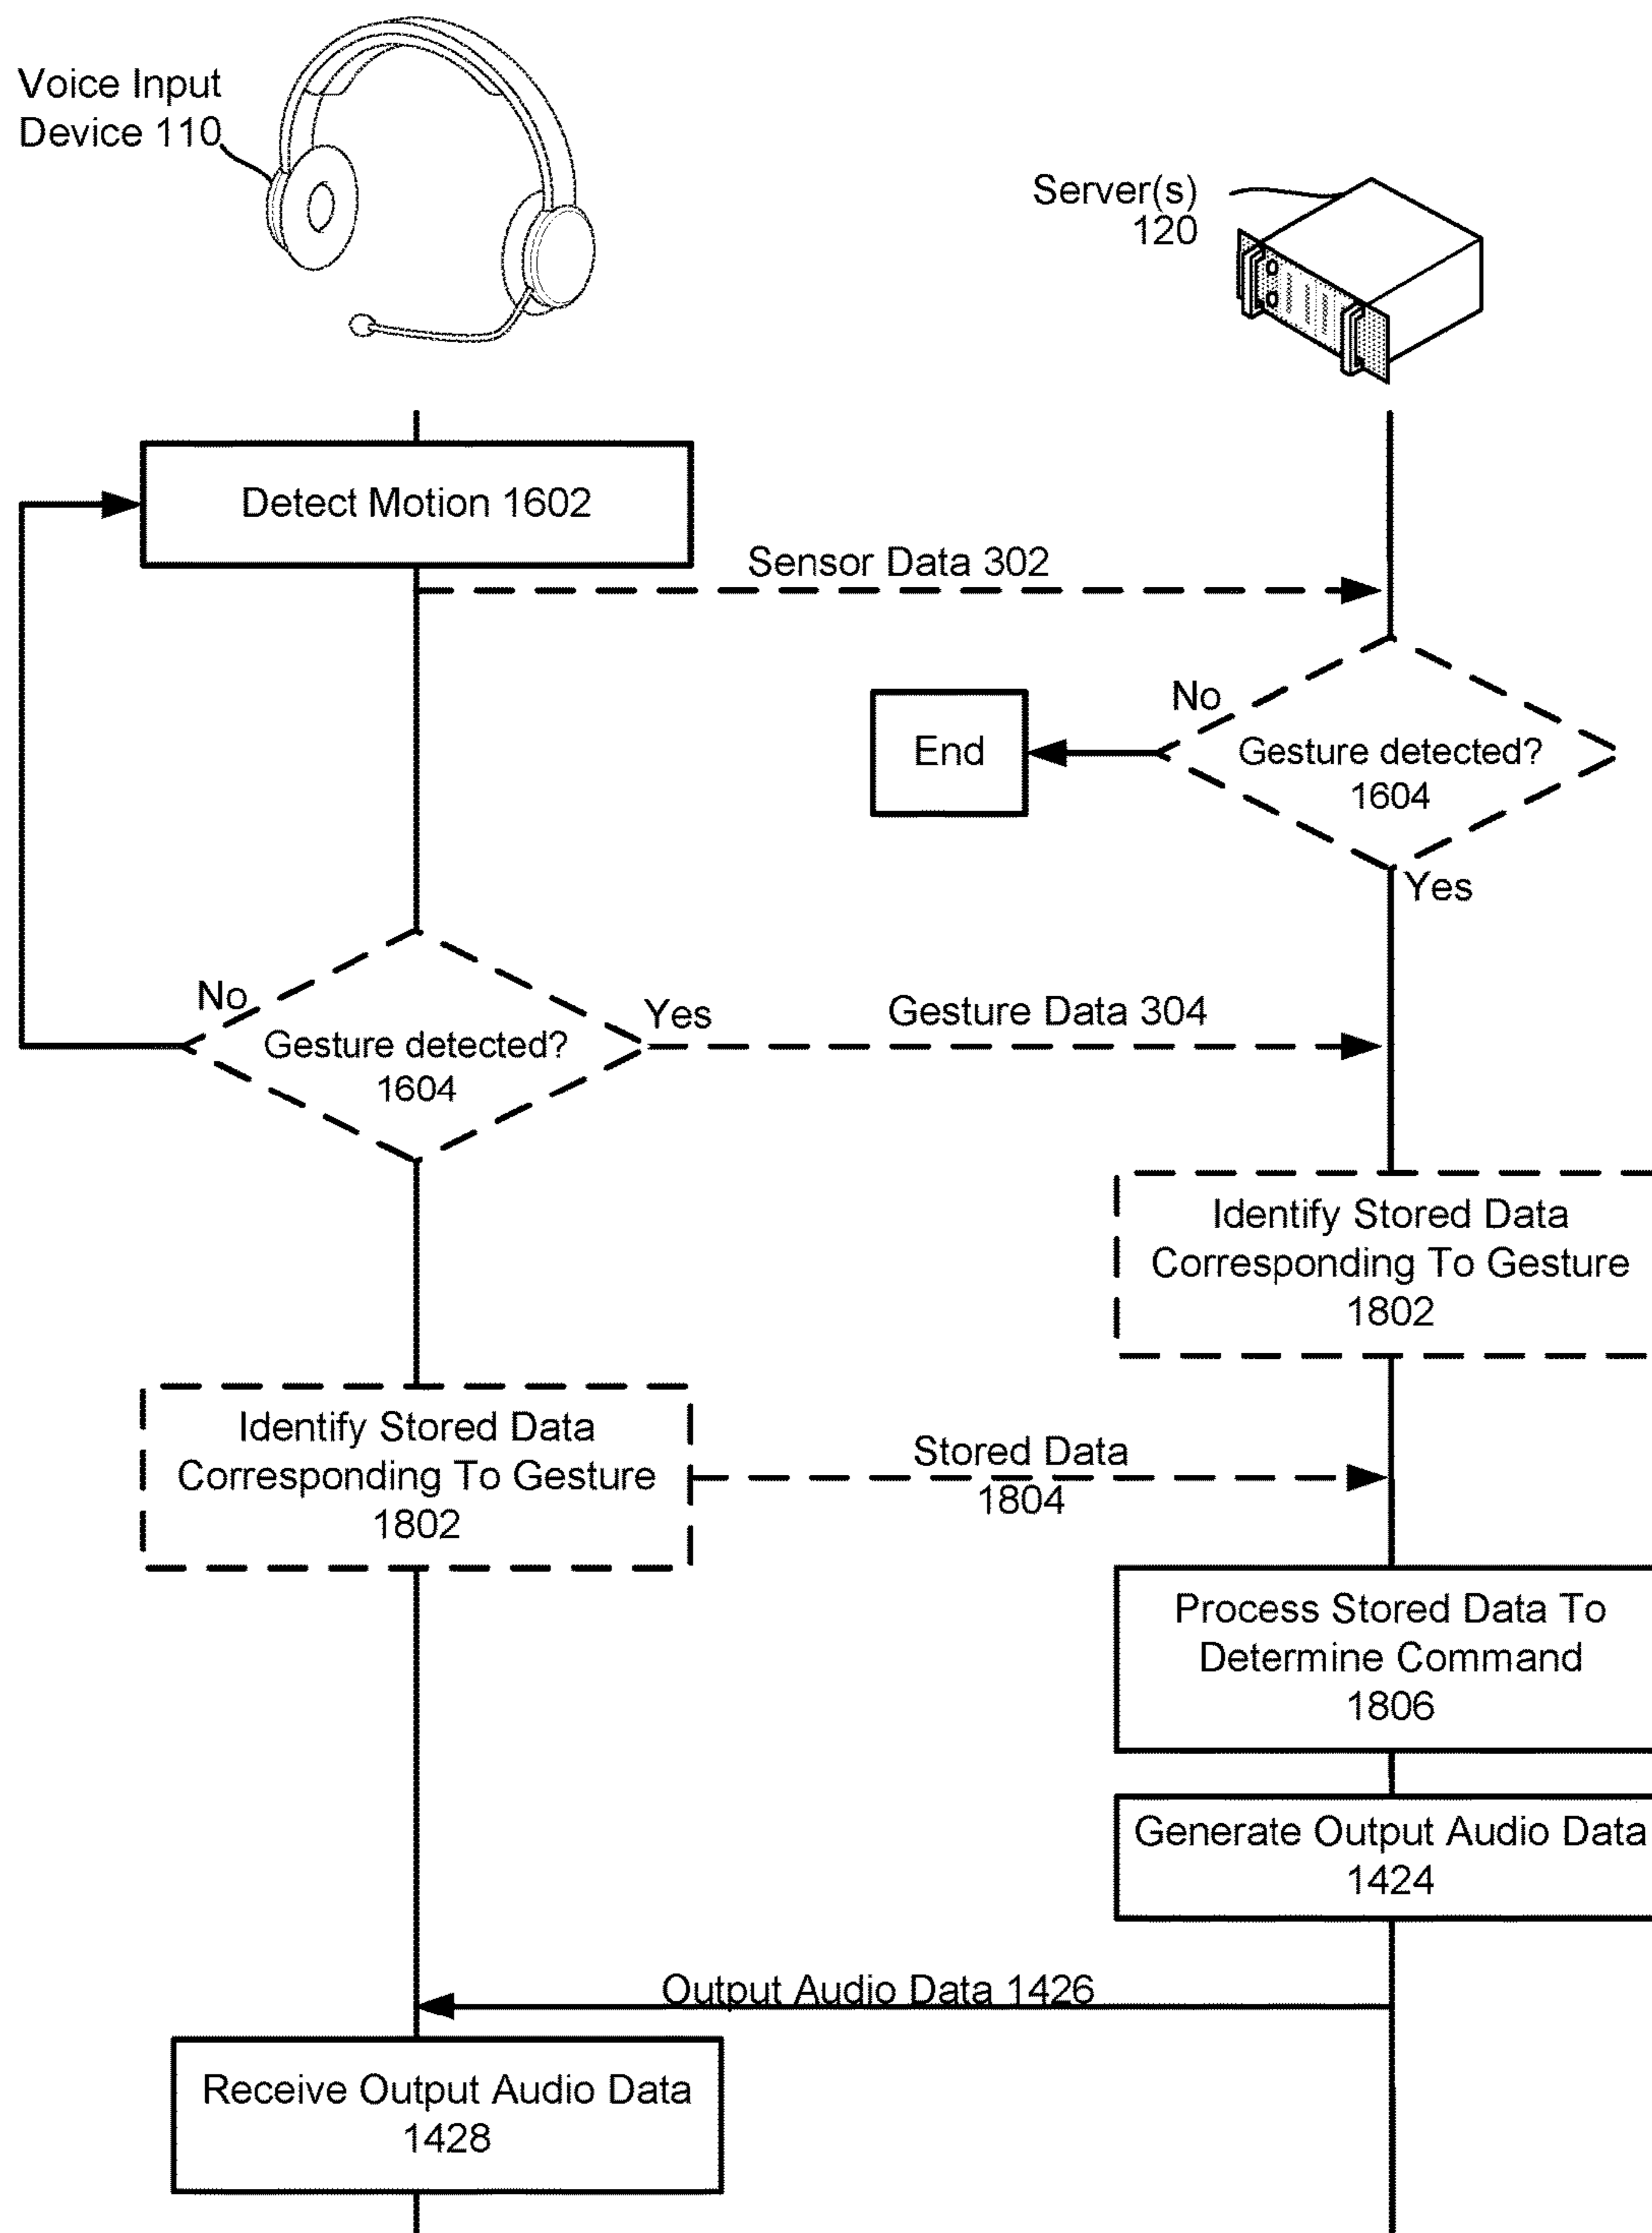 Voice Input
Device 110
Server(s)
120
Detect Motion 1602
Sensor Data 302
No
End
Gesture detected?
1604
Yes
No
Yes
Gesture Data 304
Gesture detected?
1604
Identify Stored Data
Corresponding To Gesture
1802
Identify Stored Data
Corresponding To Gesture
1802
Stored Data
1804
Process Stored Data To
Determine Command
1806
Generate Output Audio Data
1424
Output Audio Data 1426
Receive Output Audio Data
1428